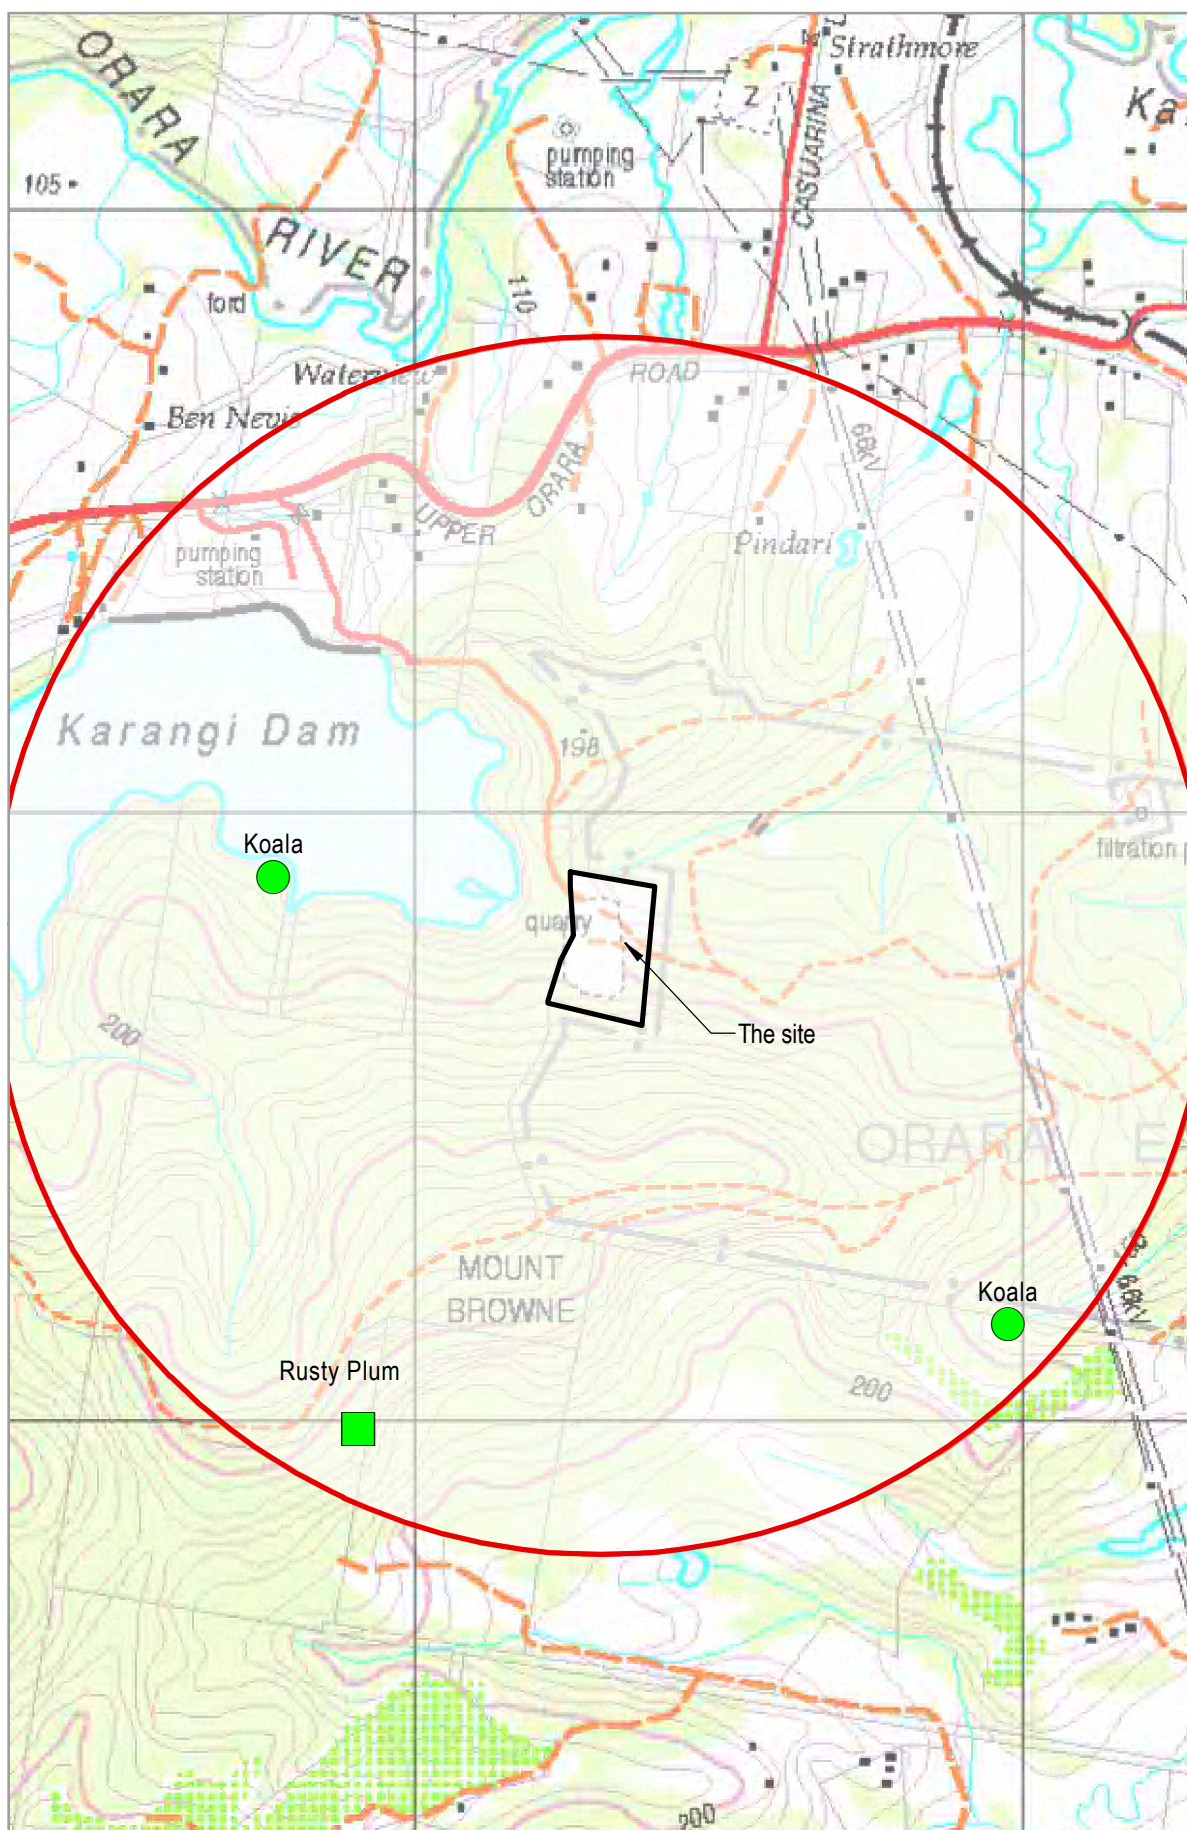 Strathmore
Z
Ka
ORARA
pumping
station
105
CASUARINA
RIVER
110
ford
Waterview
ROAD
Ben Nevis
66kV
ORARA
UPPER
Pindari
pumping
station
Karangi Dam
198
Koala
filtration p
quarry
200
The site
ORARA E
MOUNT
BROWNE
Koala
Rusty Plum
200
200